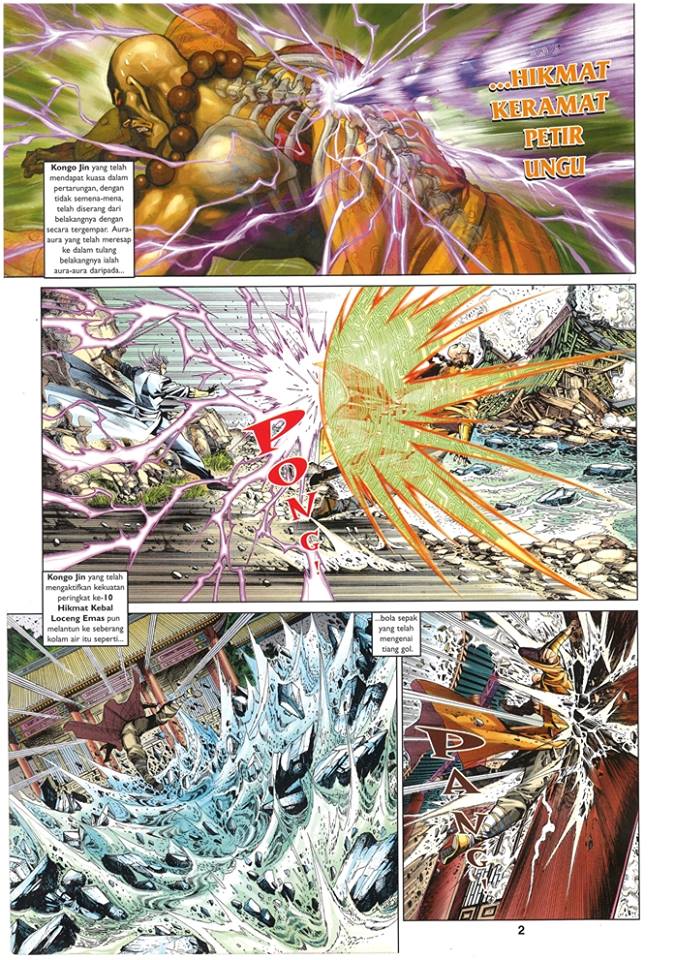 ...HIKMAT
KERAMAT
PETIR
UNGU
Kongo Jin yang telah
mendapat kuasa dalam
pertarungan, dengan
tidak semena-mena,
telah diserang dari
belakangnya dengan
secara tergempar. Aura-
aura yang telah meresap
ke dalam tulang
belakangnya ialah
aura-aura daripada...
PONG!
Kongo Jin yang telah
mengaktifkan kekuatan
peringkat ke-10
Hikmat Kebal
Loceng Emas pun
melantun ke seberang
kolam air itu seperti...
...bola sepak
yang telah
mengenai
tiang gol.
PANG!
2